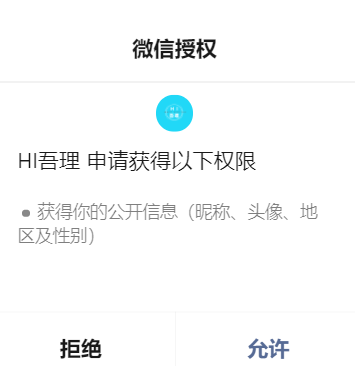 微信授权
HI吾理 申请获得以下权限
获得你的公开信息（昵称、头像、地
区及性别）
拒绝
允许